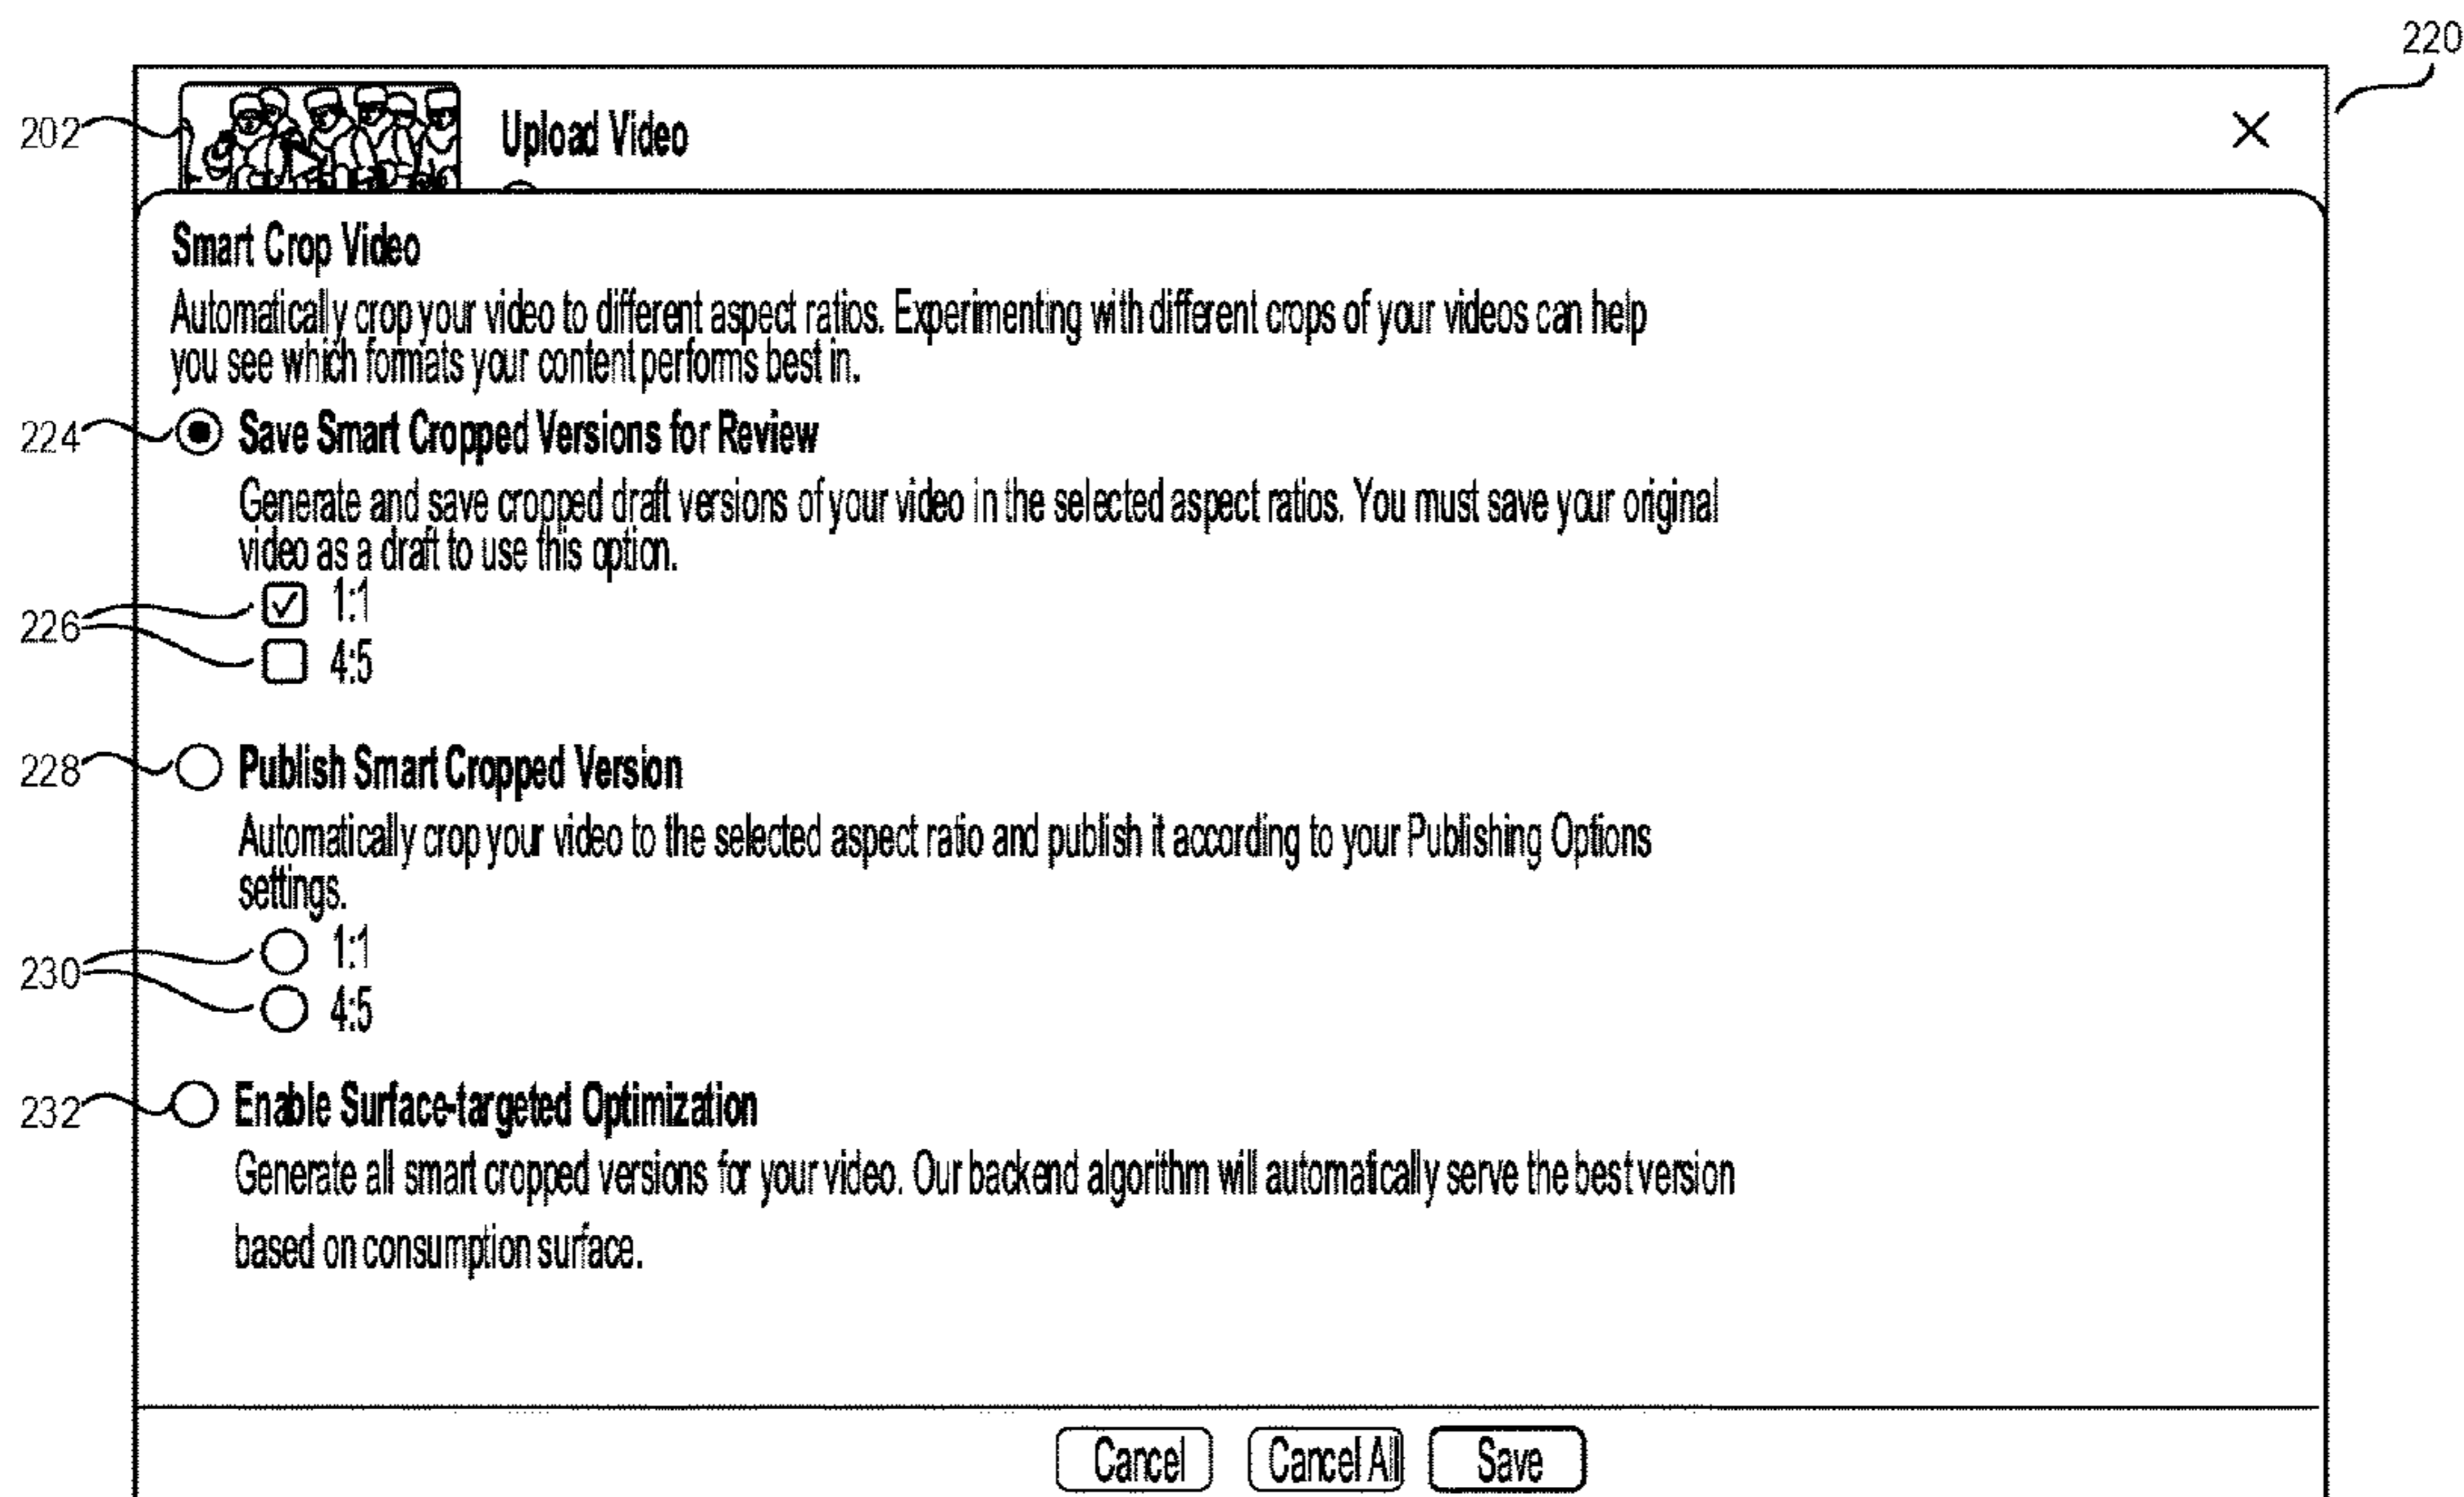 220
202
Upload Video
Smart Crop Video
Automatically crop your video to different aspect ratios. Experimenting with different crops of your videos can help
you see which formats your content performs best in.
224
Save Smart Cropped Versions for Review
Generate and save cropped draft versions of your video in the selected aspect ratios. You must save your original
video as a draft to use this option.
226
1:1
4:5
228
Publish Smart Cropped Version
Automatically crop your video to the selected aspect ratio and publish it according to your Publishing Options
settings.
230
1:1
4:5
232
Enable Surface-targeted Optimization
Generate all smart cropped versions for your video. Our backend algorithm will automatically serve the best version
based on consumption surface.
Cancel Cancel All Save